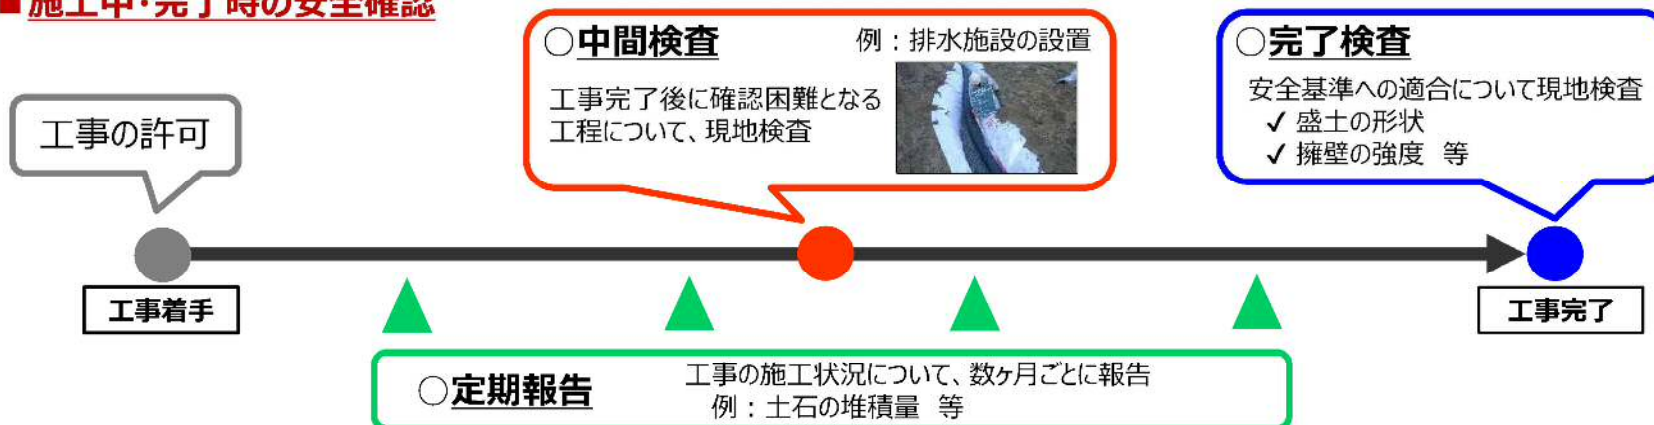 ■施工中・完了時の安全確認
工事の許可
○中間検査
例：排水施設の設置
工事完了後に確認困難となる
工程について、現地検査
○完了検査
安全基準への適合について現地検査
✓ 盛土の形状
✓ 擁壁の強度 等
工事着手
工事完了
○定期報告
工事の施工状況について、数ヶ月ごとに報告
例：土石の堆積量 等